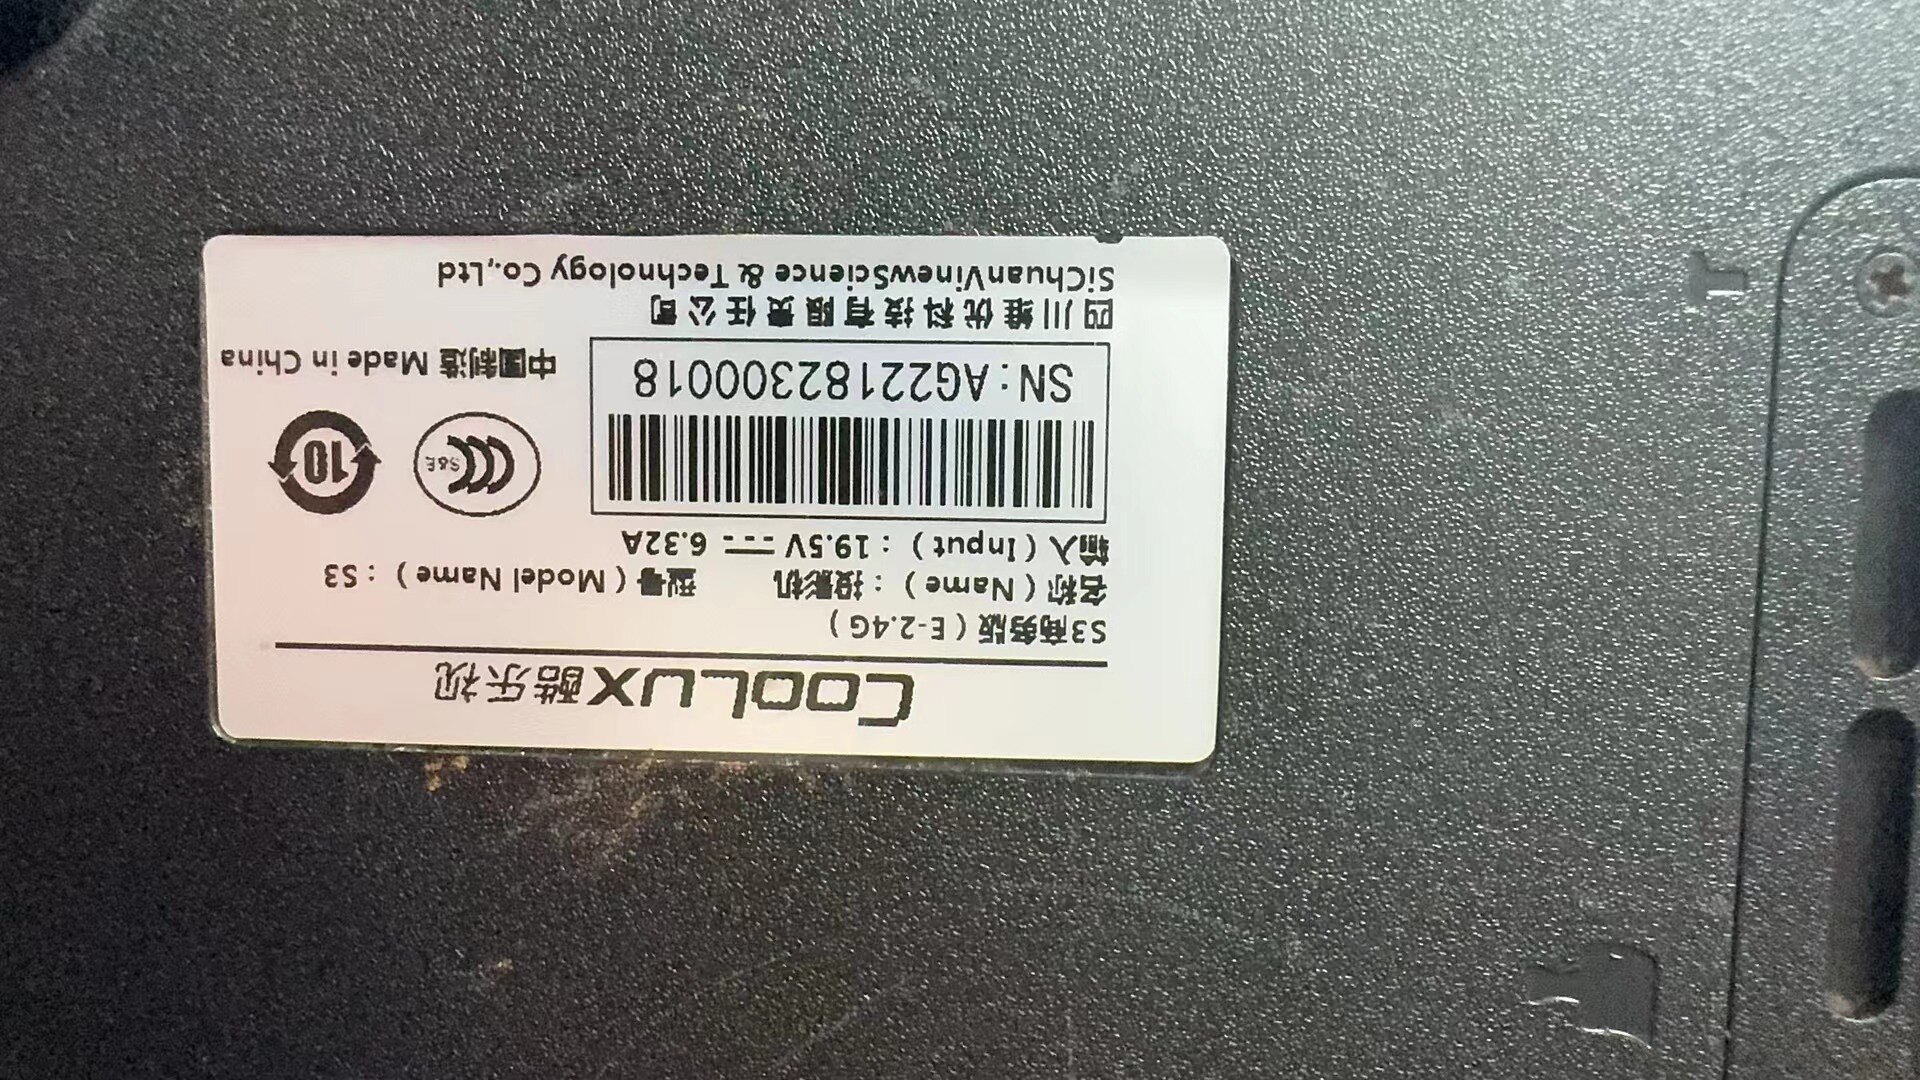 COOLUX酷乐视
S3商务版（E-2.4G）
名称（Name）：投影机 型号（Model Name）：S3
输入（Input）：19.5V 6.32A
SN:AG22182300018
10
S&E
中国制造 Made in China
四川维优科技有限责任公司
SiChuanVinewScience & Technology Co.,Ltd